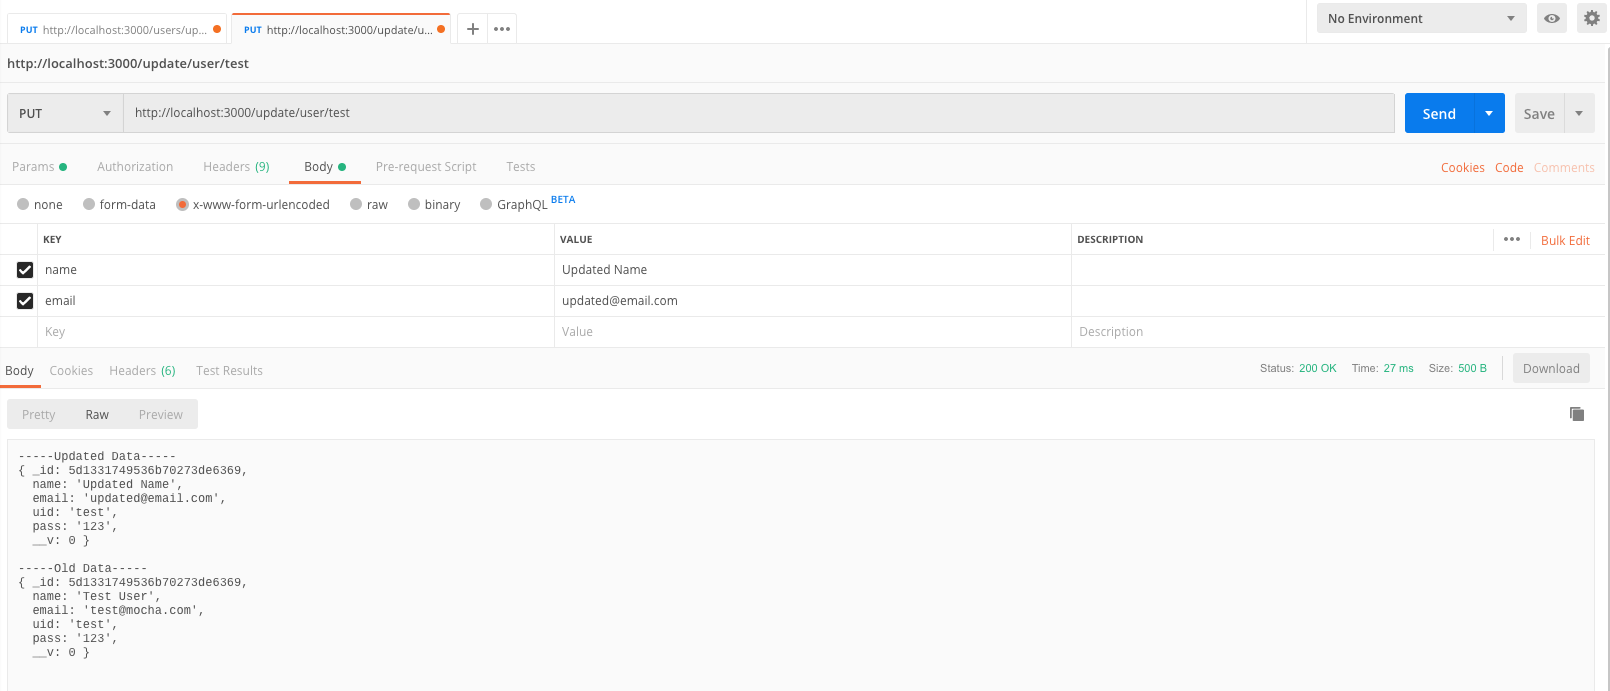 PUT http://localhost:3000/users/up... PUT http://localhost:3000/update/u... + ••• No Environment
http://localhost:3000/update/user/test
PUT http://localhost:3000/update/user/test Send Save
Params Authorization Headers (9) Body Pre-request Script Tests Cookies Code Comments
none form-data x-www-form-urlencoded raw binary GraphQL BETA
KEY VALUE DESCRIPTION ••• Bulk Edit
name Updated Name
email updated@email.com
Key Value Description
Body Cookies Headers (6) Test Results Status: 200 OK Time: 27 ms Size: 500 B Download
Pretty Raw Preview
-----Updated Data-----
{ _id: 5d1331749536b70273de6369,
name: 'Updated Name',
email: 'updated@email.com',
uid: 'test',
pass: '123',
__v: 0 }
-----Old Data-----
{ _id: 5d1331749536b70273de6369,
name: 'Test User',
email: 'test@mocha.com',
uid: 'test',
pass: '123',
__v: 0 }